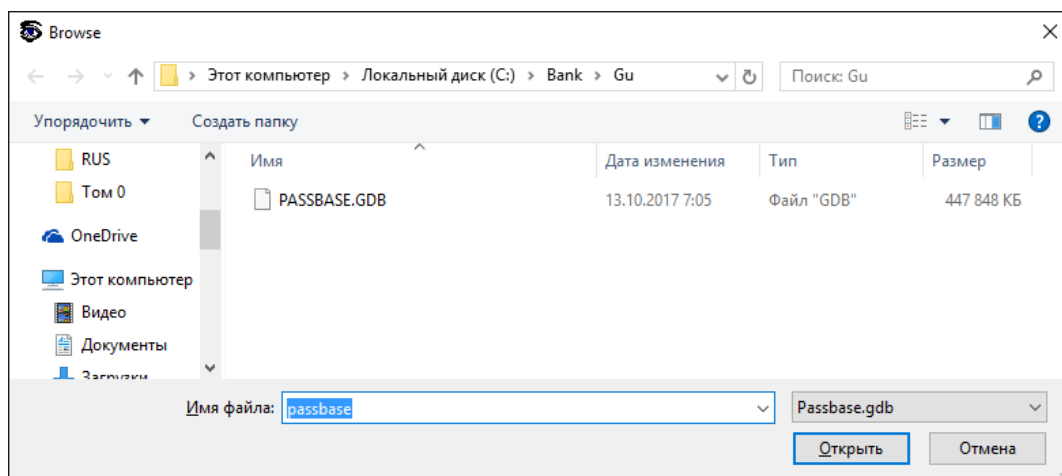 Browse
Этот компьютер > Локальный диск (C:) > Bank > Gu
Поиск: Gu
Упорядочить Создать папку
Имя Дата изменения Тип Размер
PASSBASE.GDB 13.10.2017 7:05 Файл "GDB" 447 848 КБ
RUS
Том 0
OneDrive
Этот компьютер
Видео
Документы
Загрузки
Имя файла: passbase Passbase.gdb
Открыть Отмена